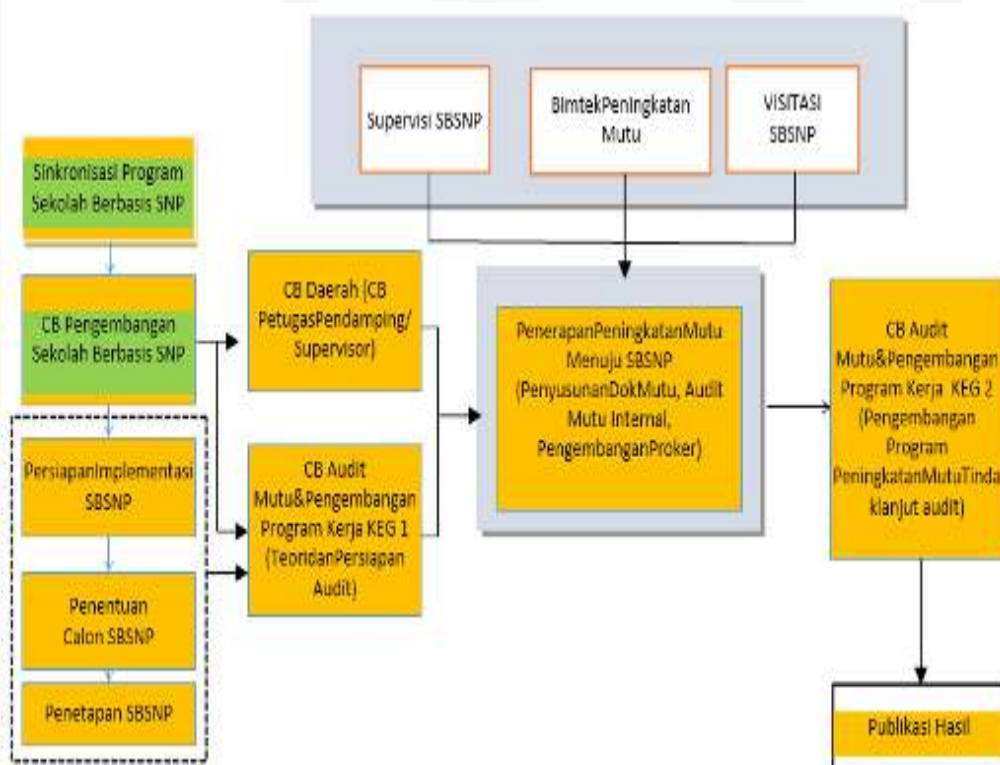 Supervisi SBSNP
BimtekPeningkatan
Mutu
VISITASI
SBSNP
Sinkronisasi Program
Sekolah Berbasis SNP
CB Pengembangan
Sekolah Berbasis SNP
PersiapanImplementasi
SBSNP
Penentuan
Calon SBSNP
Penetapan SBSNP
CB Daerah (CB
PetugasPendamping/
Supervisor)
CB Audit
Mutu&Pengembangan
Program Kerja KEG 1
(TeoridanPersiapan
Audit)
PenerapanPeningkatanMutu
Menuju SBSNP
(PenyusunanDokMutu, Audit
Mutu Internal,
PengembanganProker)
CB Audit
Mutu&Pengembangan
Program Kerja KEG 2
(Pengembangan
Program
PeningkatanMutuTinda
klanjut audit)
Publikasi Hasil